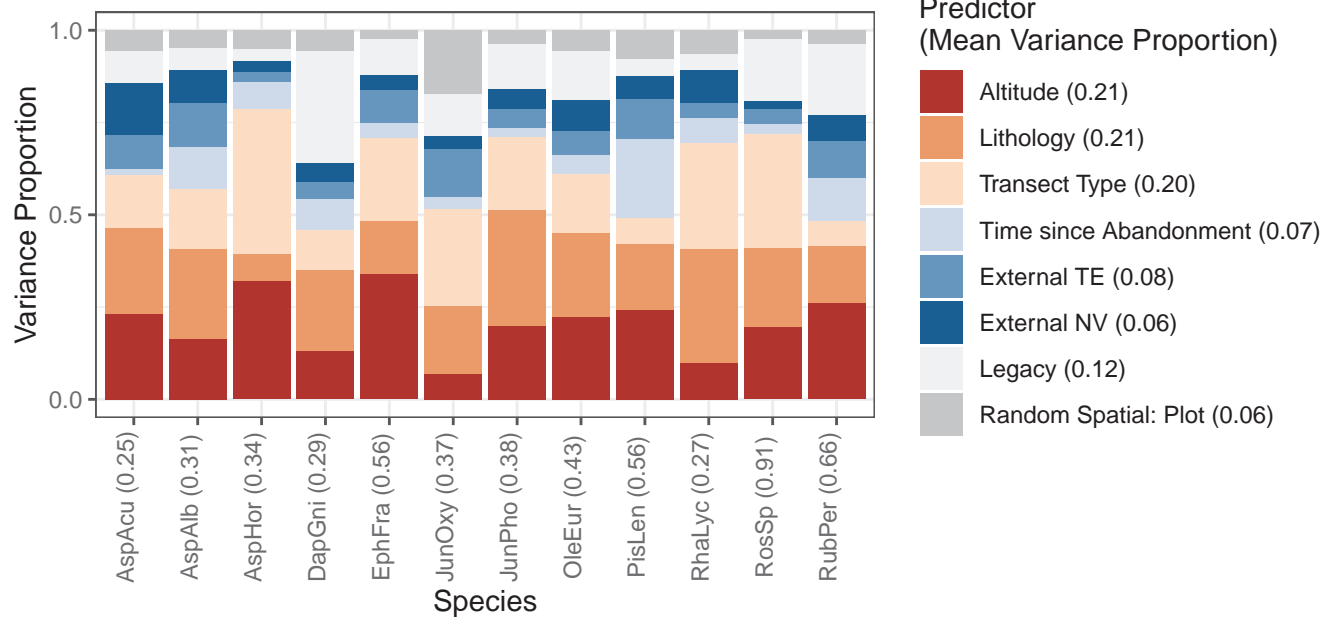 Predictor
(Mean Variance Proportion)
Altitude (0.21)
Lithology (0.21)
Transect Type (0.20)
Time since Abandonment (0.07)
External TE (0.08)
External NV (0.06)
Legacy (0.12)
Random Spatial: Plot (0.06)
Variance Proportion
1.0
0.5
0.0
AspAcu (0.25)
AspAlb (0.31)
AspHor (0.34)
DapGni (0.29)
EphFra (0.56)
JunOxy (0.37)
JunPho (0.38)
OleEur (0.43)
PisLen (0.56)
RhaLyc (0.27)
RosSp (0.91)
RubPer (0.66)
Species